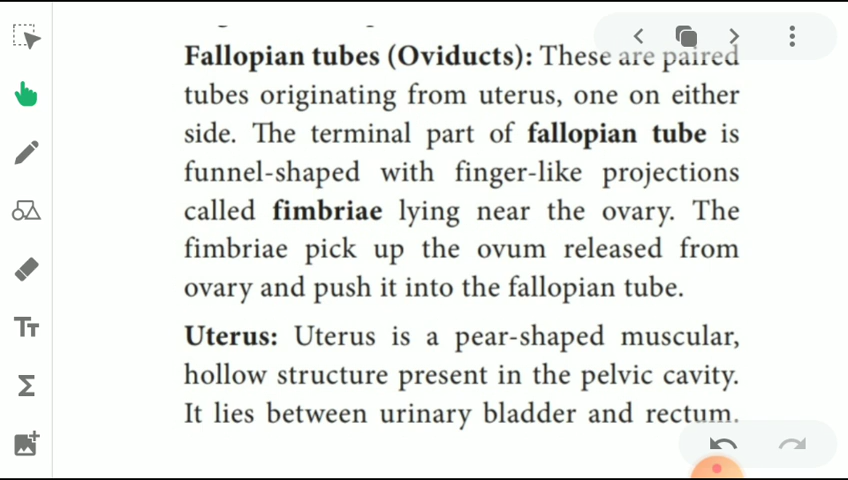 Fallopian tubes (Oviducts): These are paired
tubes originating from uterus, one on either
side. The terminal part of fallopian tube is
funnel-shaped with finger-like projections
called fimbriae lying near the ovary. The
fimbriae pick up the ovum released from
ovary and push it into the fallopian tube.
Uterus: Uterus is a pear-shaped muscular,
hollow structure present in the pelvic cavity.
It lies between urinary bladder and rectum.